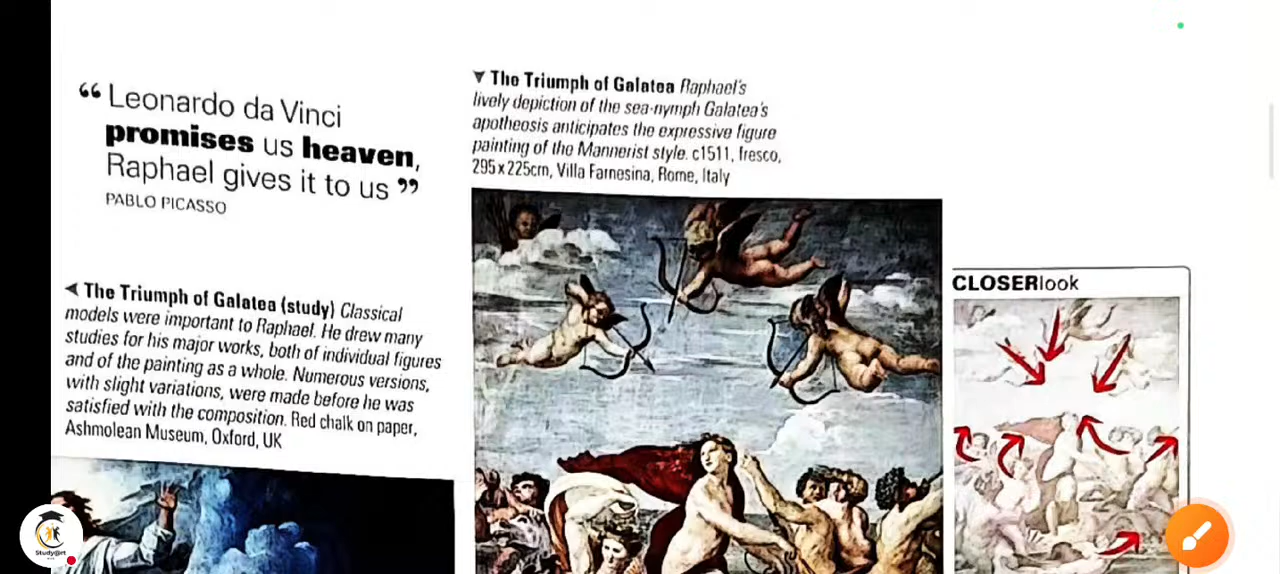 “ Leonardo da Vinci
promises us heaven,
Raphael gives it to us ”
PABLO PICASSO
◄ The Triumph of Galatea (study) Classical
models were important to Raphael. He drew many
studies for his major works, both of individual figures
and of the painting as a whole. Numerous versions,
with slight variations, were made before he was
satisfied with the composition. Red chalk on paper,
Ashmolean Museum, Oxford, UK
▼ The Triumph of Galatea Raphael's
lively depiction of the sea-nymph Galatea's
apotheosis anticipates the expressive figure
painting of the Mannerist style. c1511, fresco,
295x225cm, Villa Farnesina, Rome, Italy
CLOSERlook
Study@rt